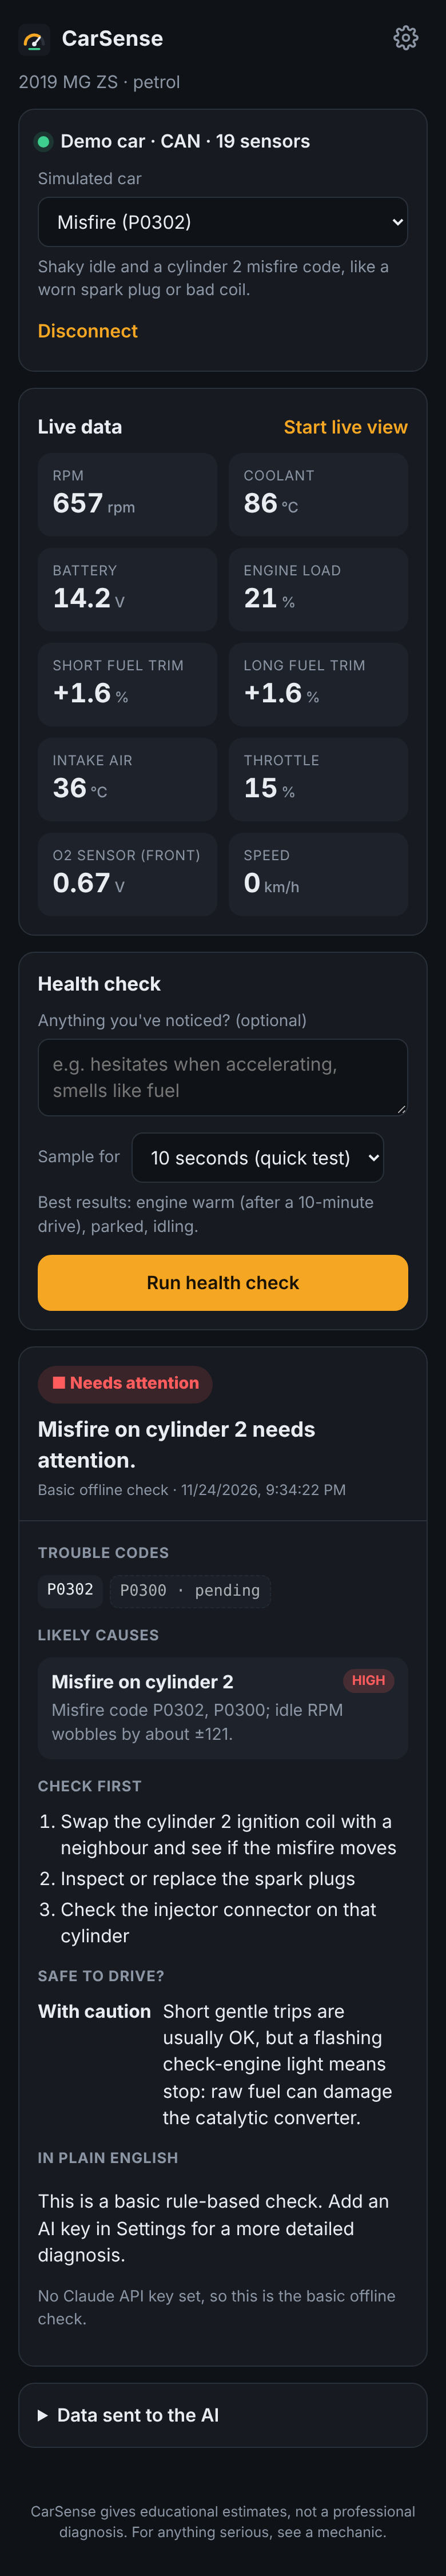 CarSense
2019 MG ZS · petrol
Demo car · CAN · 19 sensors
Simulated car
Misfire (P0302)
Shaky idle and a cylinder 2 misfire code, like a
worn spark plug or bad coil.
Disconnect
Live data
Start live view
RPM
657 rpm
COOLANT
86 °C
BATTERY
14.2 V
ENGINE LOAD
21 %
SHORT FUEL TRIM
+1.6 %
LONG FUEL TRIM
+1.6 %
INTAKE AIR
36 °C
THROTTLE
15 %
O2 SENSOR (FRONT)
0.67 V
SPEED
0 km/h
Health check
Anything you've noticed? (optional)
e.g. hesitates when accelerating,
smells like fuel
Sample for
10 seconds (quick test)
Best results: engine warm (after a 10-minute
drive), parked, idling.
Run health check
Needs attention
Misfire on cylinder 2 needs
attention.
Basic offline check · 11/24/2026, 9:34:22 PM
TROUBLE CODES
P0302
P0300 · pending
LIKELY CAUSES
Misfire on cylinder 2
HIGH
Misfire code P0302, P0300; idle RPM
wobbles by about ±121.
CHECK FIRST
1. Swap the cylinder 2 ignition coil with a
neighbour and see if the misfire moves
2. Inspect or replace the spark plugs
3. Check the injector connector on that
cylinder
SAFE TO DRIVE?
With caution
Short gentle trips are
usually OK, but a flashing
check-engine light means
stop: raw fuel can damage
the catalytic converter.
IN PLAIN ENGLISH
This is a basic rule-based check. Add an
AI key in Settings for a more detailed
diagnosis.
No Claude API key set, so this is the basic offline
check.
Data sent to the AI
CarSense gives educational estimates, not a professional
diagnosis. For anything serious, see a mechanic.